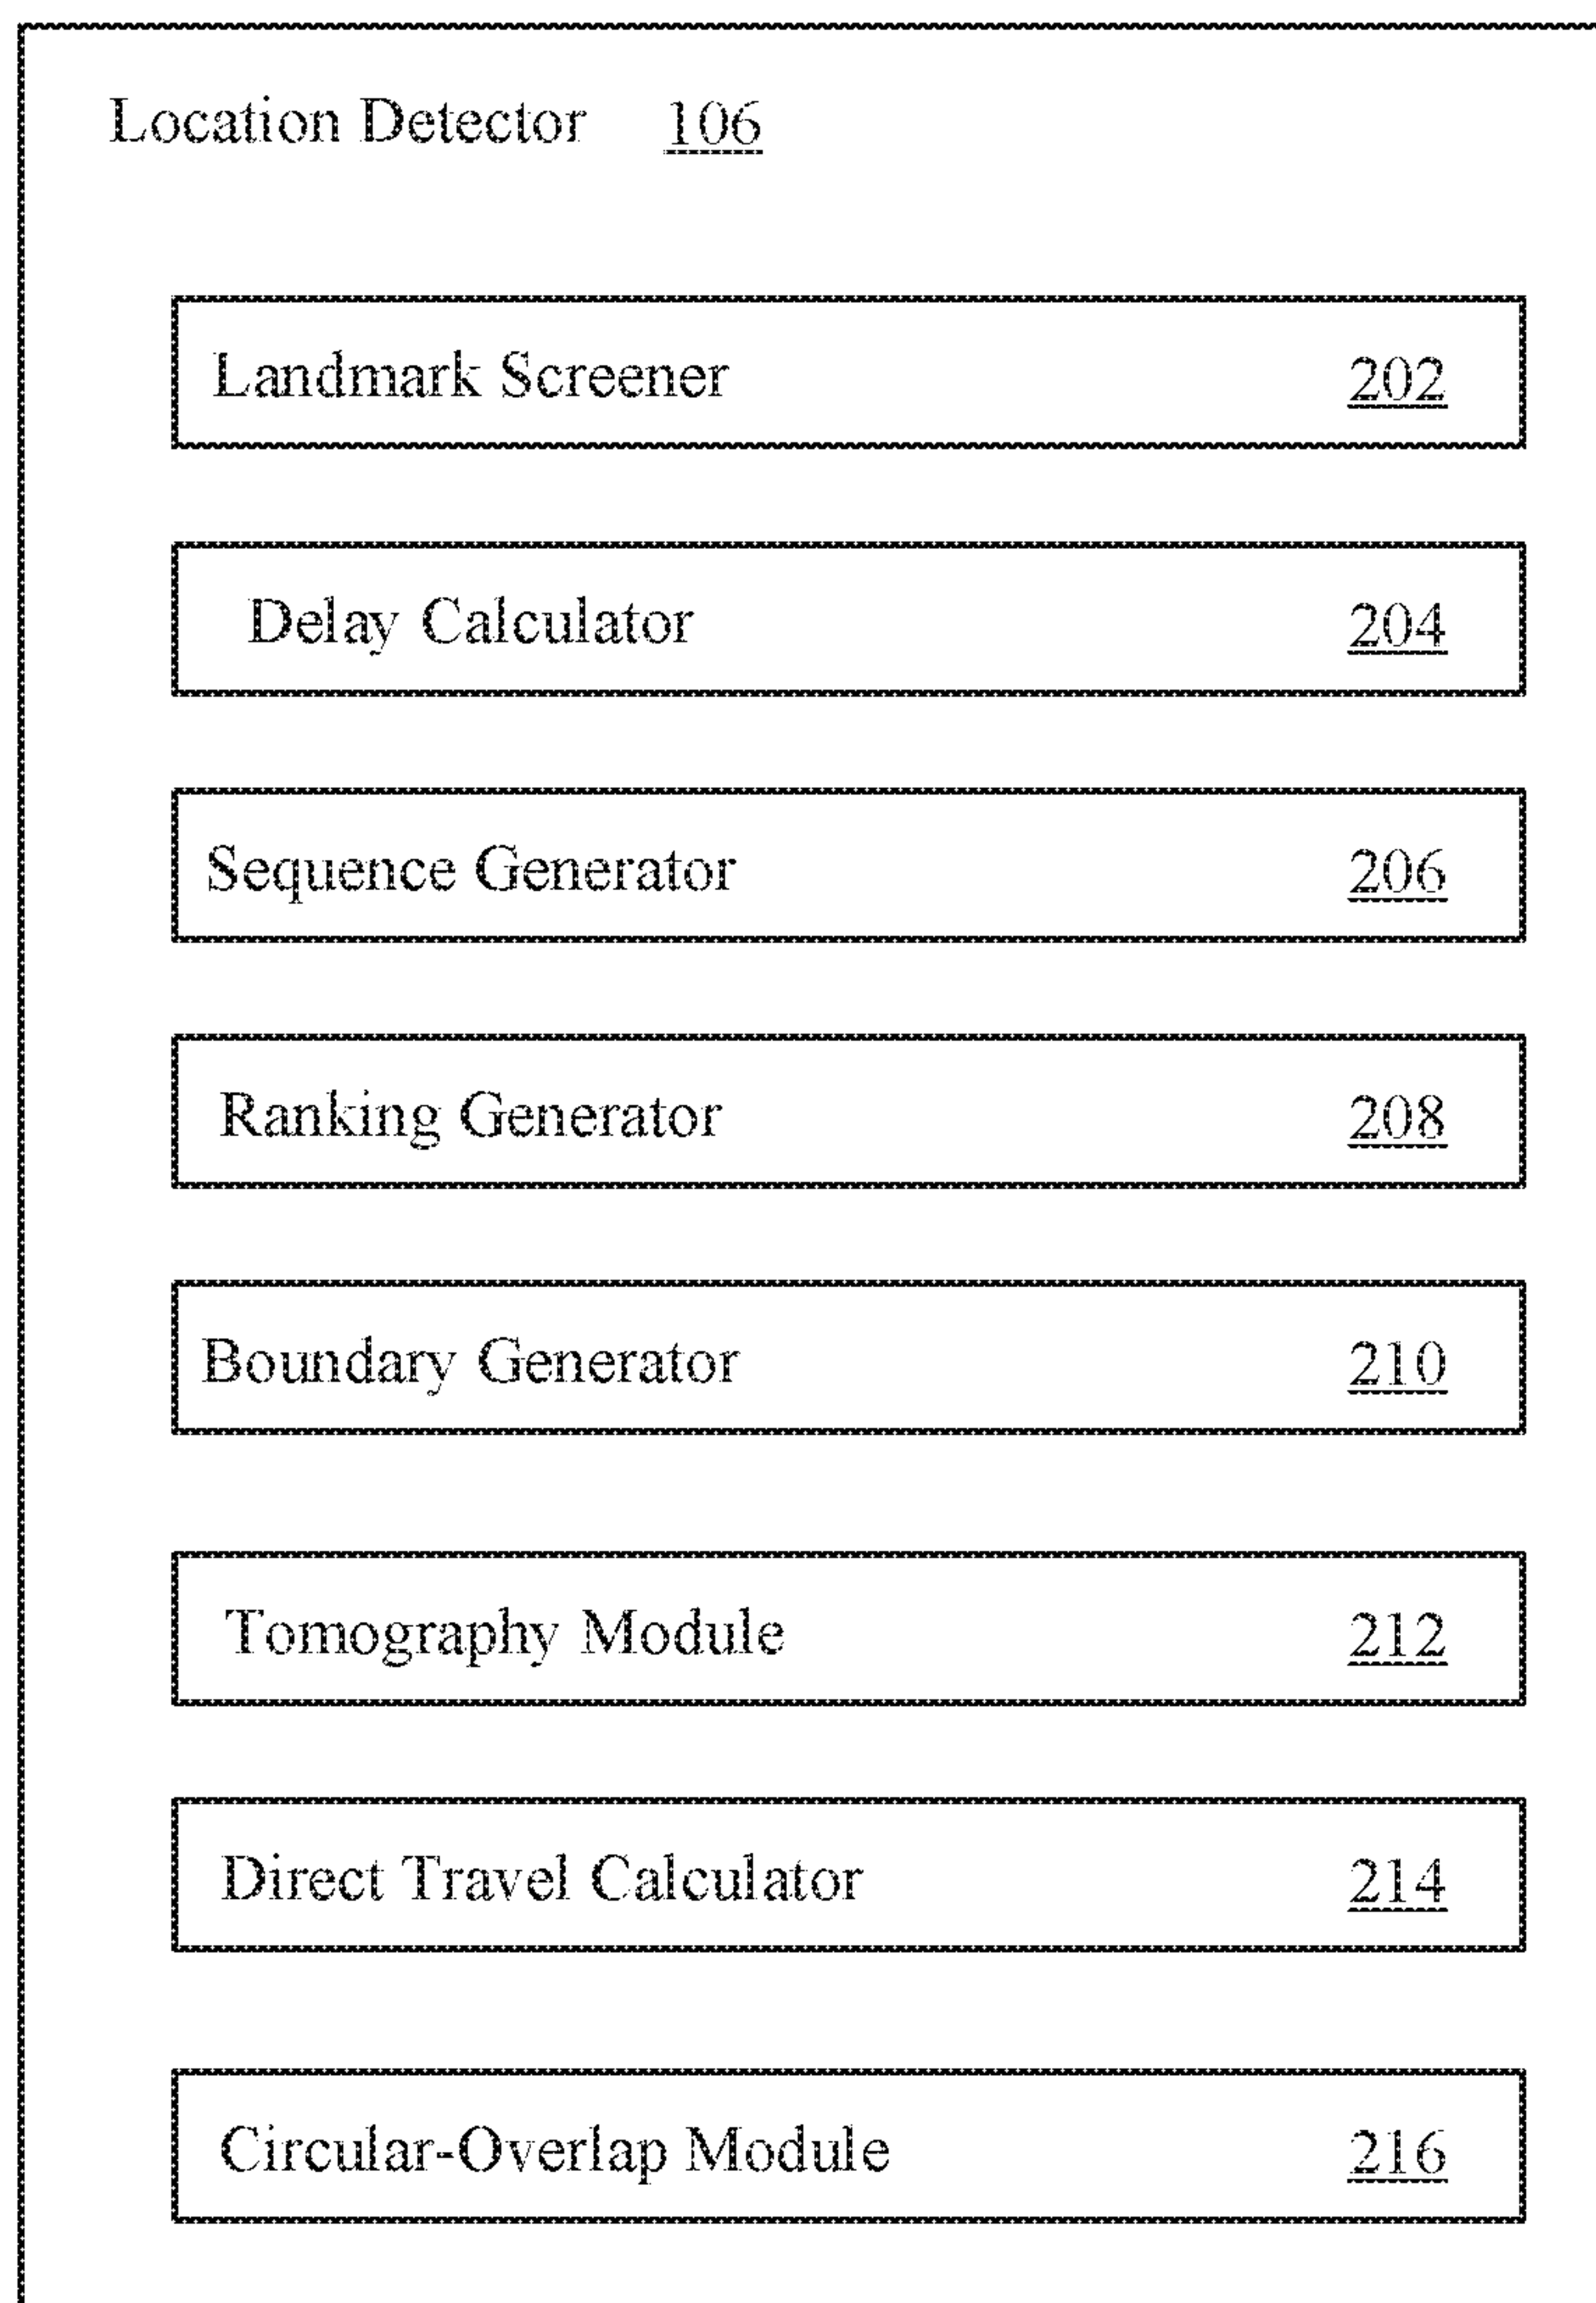 Location Detector 106
Landmark Screener 202
Delay Calculator 204
Sequence Generator 206
Ranking Generator 208
Boundary Generator 210
Tomography Module 212
Direct Travel Calculator 214
Circular-Overlap Module 216